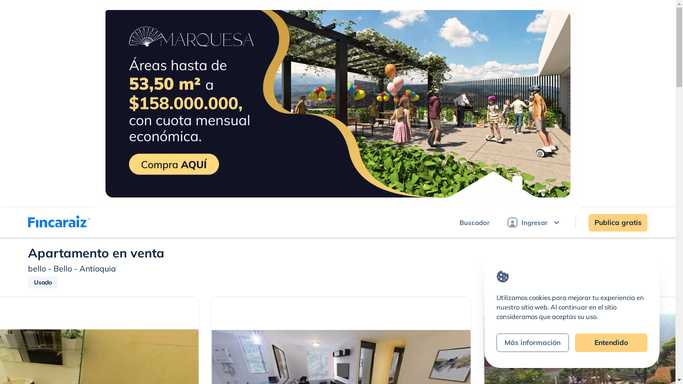 MARQUESA
Áreas hasta de
53,50 m² a
$158.000.000,
con cuota mensual
económica.
Compra AQUÍ
Fincaraiz
Buscador
Ingresar
Publica gratis
Apartamento en venta
bello - Bello - Antioquia
Usado
Utilizamos cookies para mejorar tu experiencia en
nuestro sitio web. Al continuar en el sitio
consideramos que aceptas su uso.
Más información
Entendido